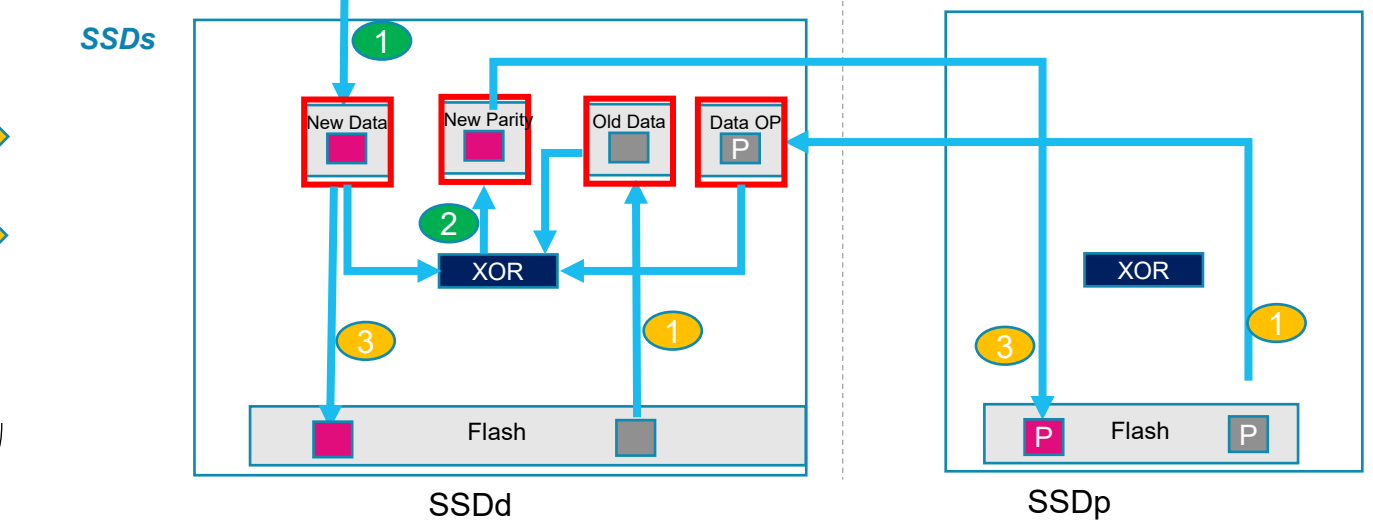 SSDs
1
New Data
New Parity
Old Data
Data OP
P
2
XOR
XOR
3
1
3
1
Flash
P
Flash
P
SSDd
SSDp